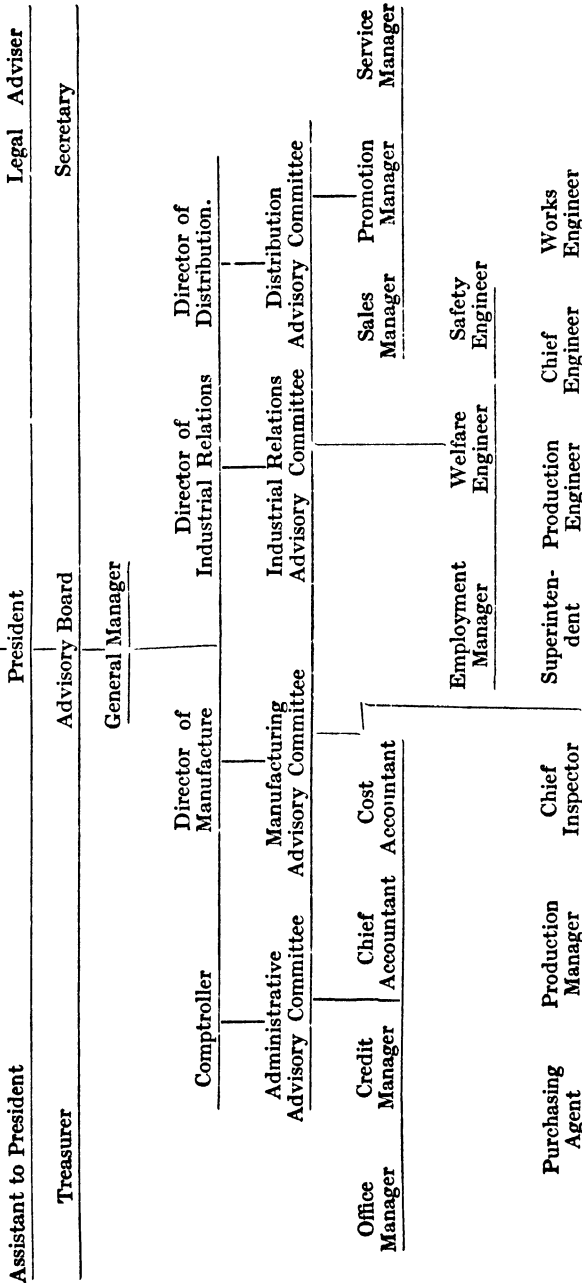 Assistant to President President Legal Adviser
Treasurer Advisory Board Secretary
General Manager
Comptroller
Director of
Manufacture
Director of
Industrial Relations
Director of
Distribution.
Administrative
Advisory Committee
Manufacturing
Advisory Committee
Industrial Relations
Advisory Committee
Distribution
Advisory Committee
Office
Manager
Credit
Manager
Chief
Accountant
Cost
Accountant
Sales
Manager
Promotion
Manager
Service
Manager
Employment
Manager
Welfare
Engineer
Safety
Engineer
Purchasing
Agent
Production
Manager
Chief
Inspector
Superinten-
dent
Production
Engineer
Chief
Engineer
Works
Engineer